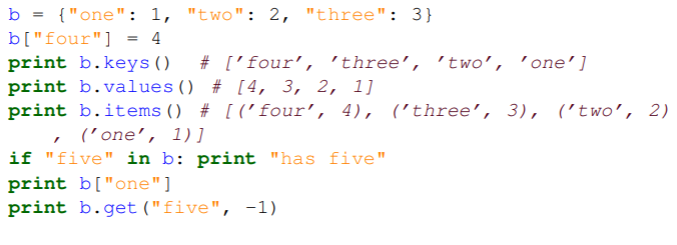 b = {"one": 1, "two": 2, "three": 3}
b["four"] = 4
print b.keys()  # ['four', 'three', 'two', 'one']
print b.values() # [4, 3, 2, 1]
print b.items() # [('four', 4), ('three', 3), ('two', 2)
    , ('one', 1)]
if "five" in b: print "has five"
print b["one"]
print b.get("five", -1)